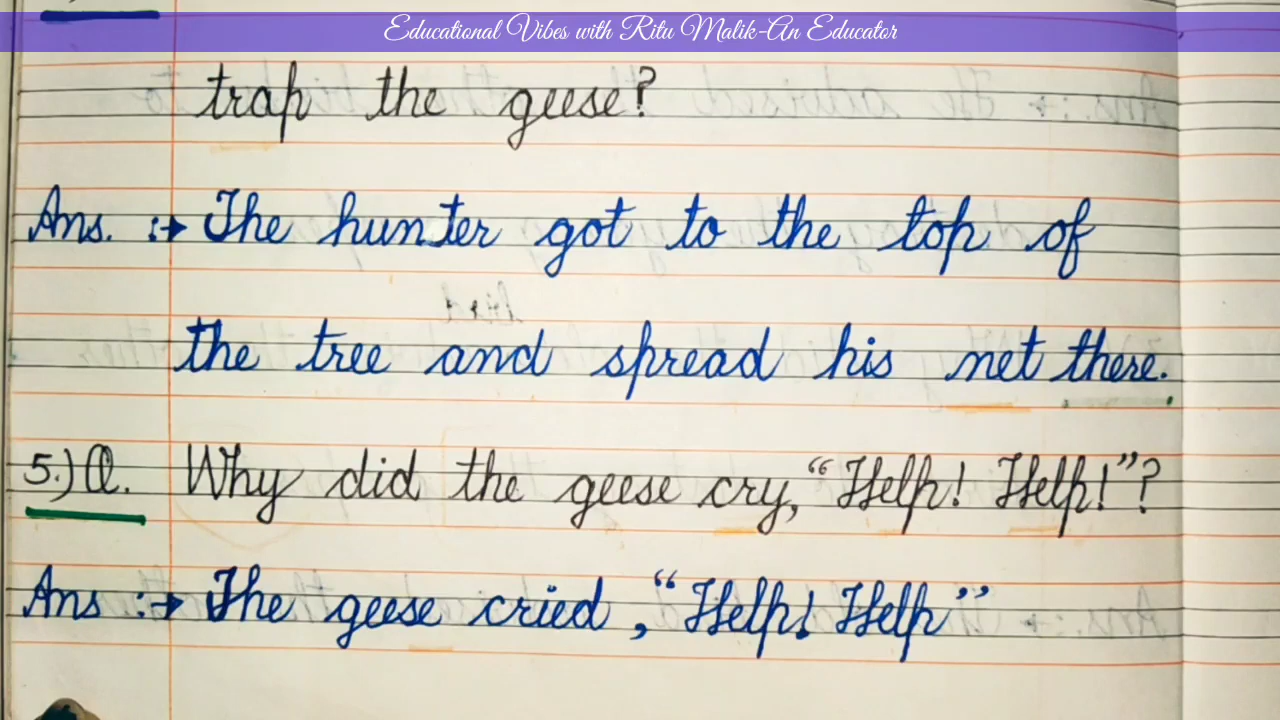 Educational Vibes with Ritu Malik-An Educator
trap the geese?
Ans. :→ The hunter got to the top of
the tree and spread his net there.
5.) Q. Why did the geese cry, “Help! Help!”?
Ans :→ The geese cried, “Help! Help”